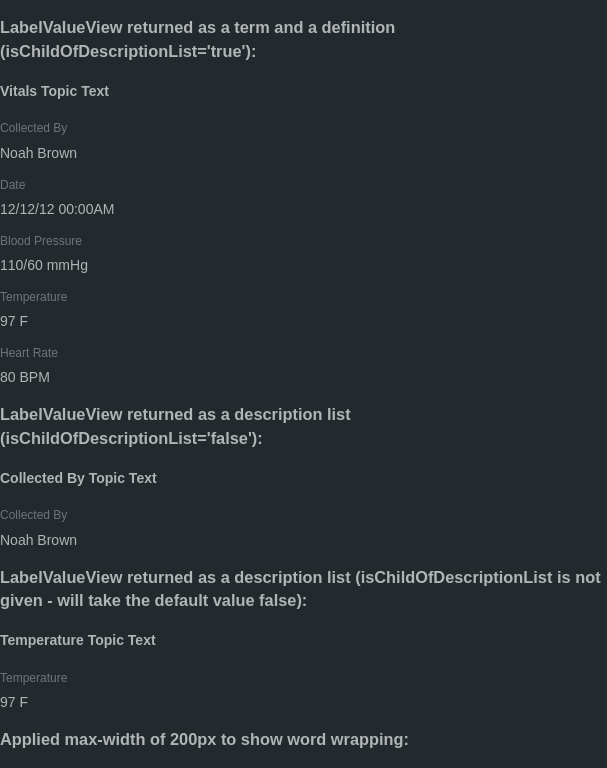 LabelValueView returned as a term and a definition
(isChildOfDescriptionList='true'):
Vitals Topic Text
Collected By
Noah Brown
Date
12/12/12 00:00AM
Blood Pressure
110/60 mmHg
Temperature
97 F
Heart Rate
80 BPM
LabelValueView returned as a description list
(isChildOfDescriptionList='false'):
Collected By Topic Text
Collected By
Noah Brown
LabelValueView returned as a description list (isChildOfDescriptionList is not
given - will take the default value false):
Temperature Topic Text
Temperature
97 F
Applied max-width of 200px to show word wrapping: